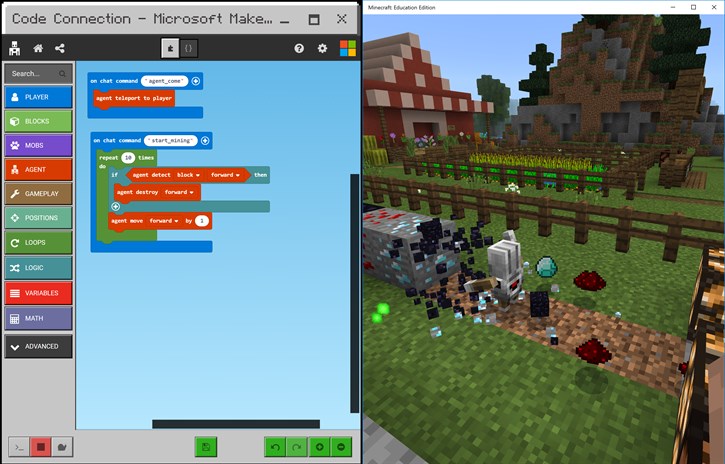 Code Connection - Microsoft Make...
Minecraft: Education Edition
{}
?
Search...
PLAYER
BLOCKS
MOBS
AGENT
GAMEPLAY
POSITIONS
LOOPS
LOGIC
VARIABLES
MATH
ADVANCED
on chat command "agent_come"
agent teleport to player
on chat command "start_mining"
repeat 10 times
do
if agent detect block forward then
agent destroy forward
agent move forward by 1
>_